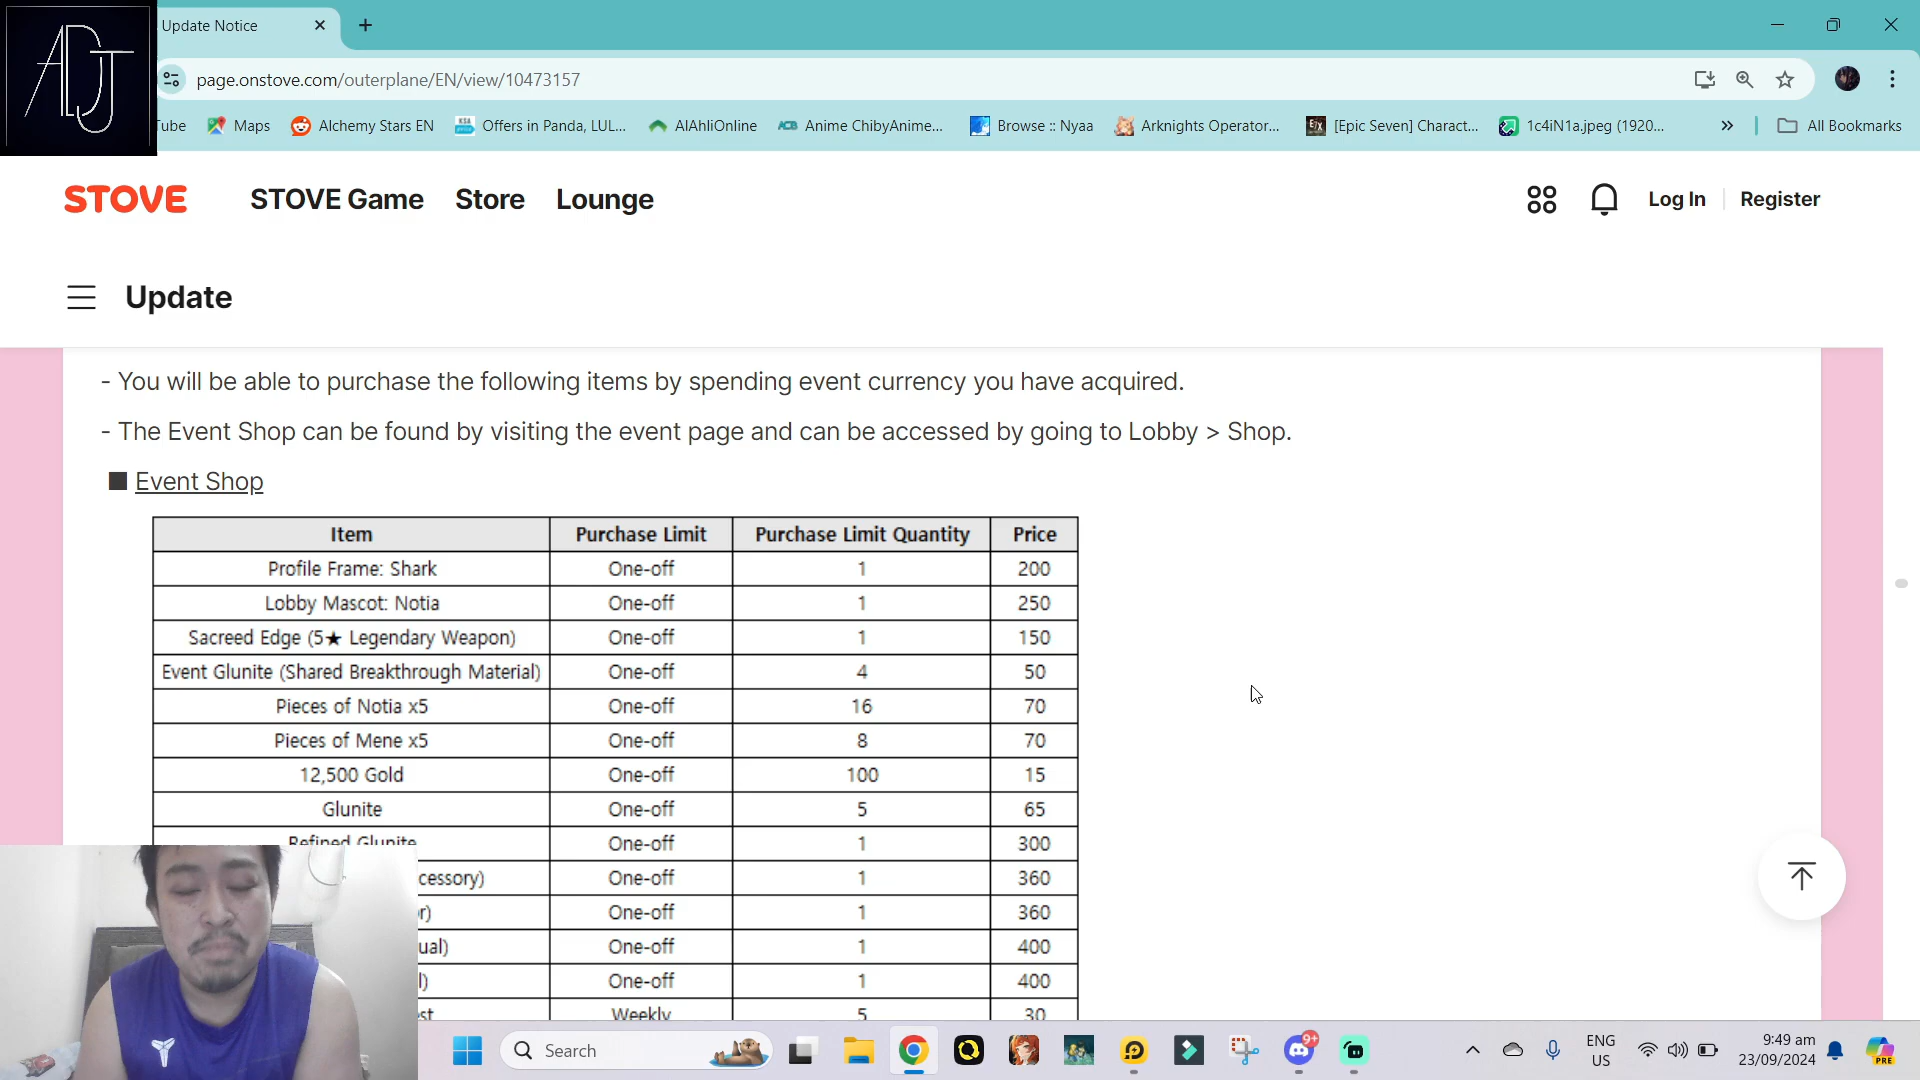 ADJ
Update Notice
page.onstove.com/outerplane/EN/view/10473157
Tube Maps Alchemy Stars EN Offers in Panda, LUL... AlAhliOnline Anime ChibyAnime... Browse :: Nyaa Arknights Operator... [Epic Seven] Charact... 1c4iN1a.jpeg (1920... All Bookmarks
STOVE STOVE Game Store Lounge Log In Register
Update
- You will be able to purchase the following items by spending event currency you have acquired.
- The Event Shop can be found by visiting the event page and can be accessed by going to Lobby > Shop.
■ Event Shop
Item Purchase Limit Purchase Limit Quantity Price
Profile Frame: Shark One-off 1 200
Lobby Mascot: Notia One-off 1 250
Sacreed Edge (5★ Legendary Weapon) One-off 1 150
Event Glunite (Shared Breakthrough Material) One-off 4 50
Pieces of Notia x5 One-off 16 70
Pieces of Mene x5 One-off 8 70
12,500 Gold One-off 100 15
Glunite One-off 5 65
Refined Glunite One-off 1 300
cessory) One-off 1 360
r) One-off 1 360
ual) One-off 1 400
l) One-off 1 400
est Weekly 5 30
Search 9+ ENG US 9:49 am 23/09/2024 PRE